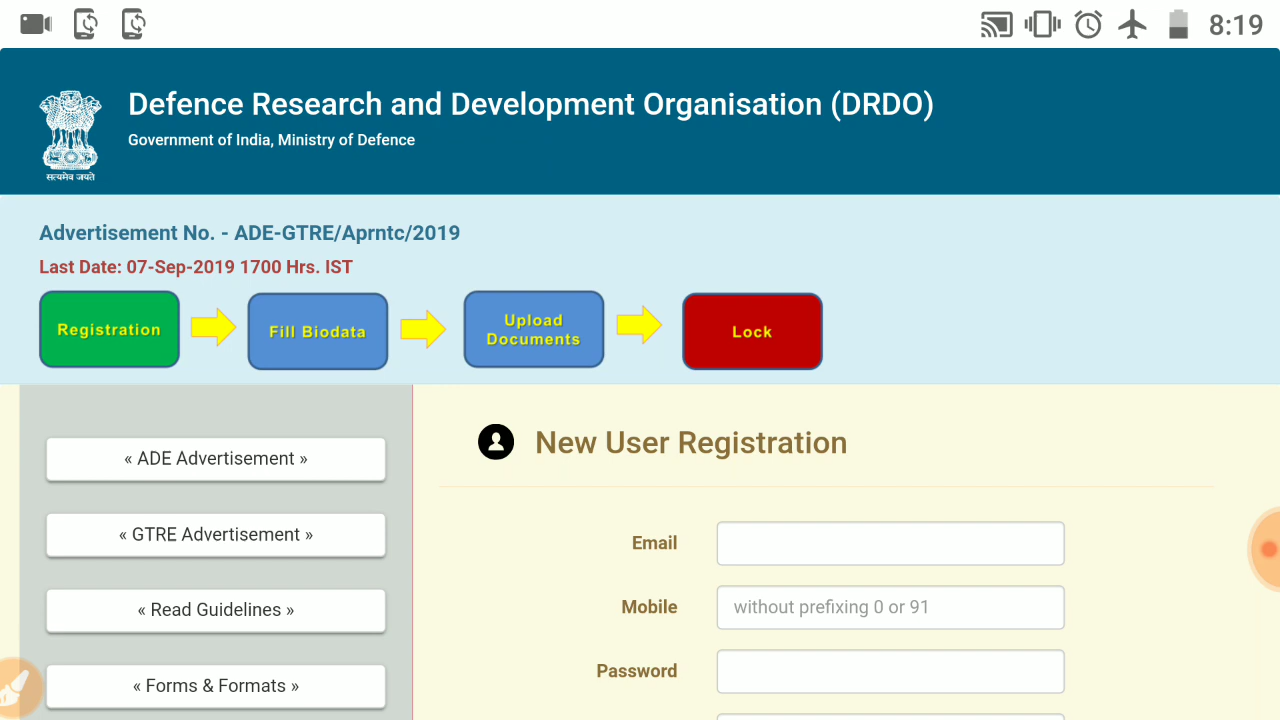 8:19
Defence Research and Development Organisation (DRDO)
Government of India, Ministry of Defence
सत्यमेव जयते
Advertisement No. - ADE-GTRE/Aprntc/2019
Last Date: 07-Sep-2019 1700 Hrs. IST
Registration
Fill Biodata
Upload
Documents
Lock
« ADE Advertisement »
« GTRE Advertisement »
« Read Guidelines »
« Forms & Formats »
New User Registration
Email
Mobile
without prefixing 0 or 91
Password